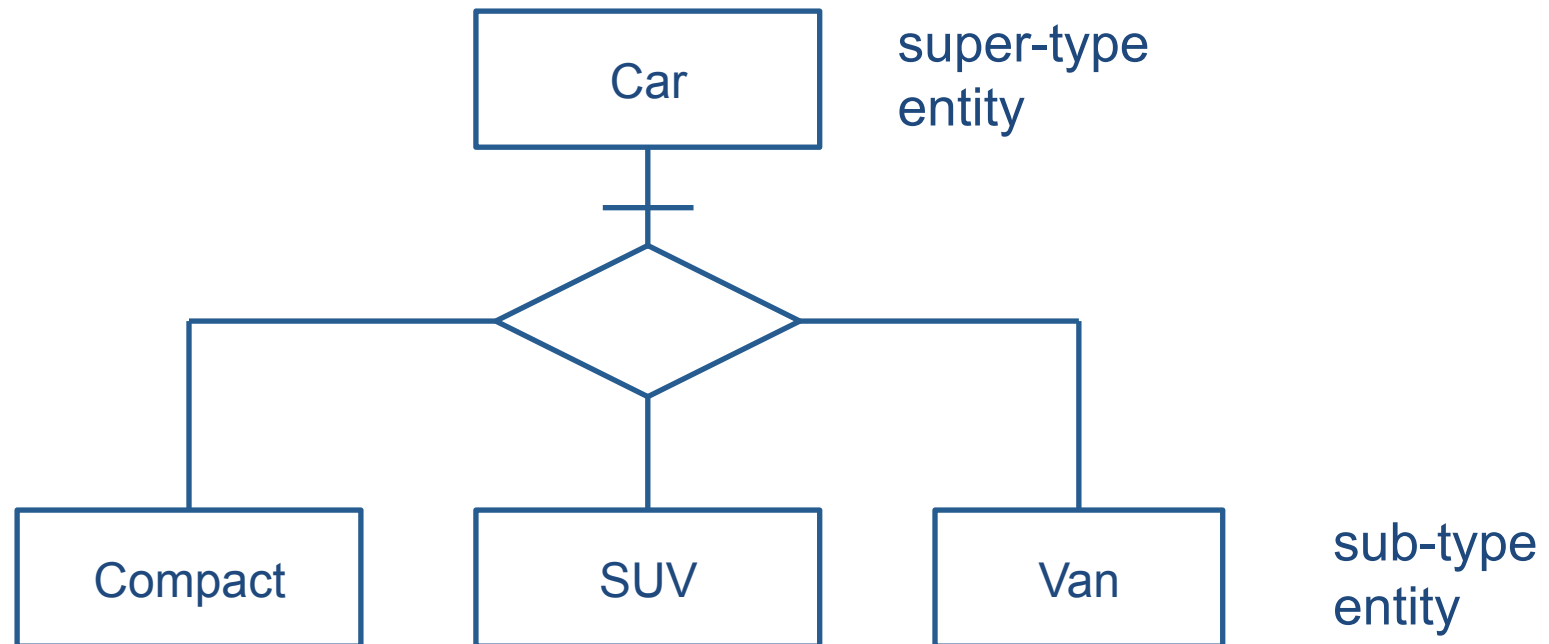 Car
super-type
entity
Compact
SUV
Van
sub-type
entity